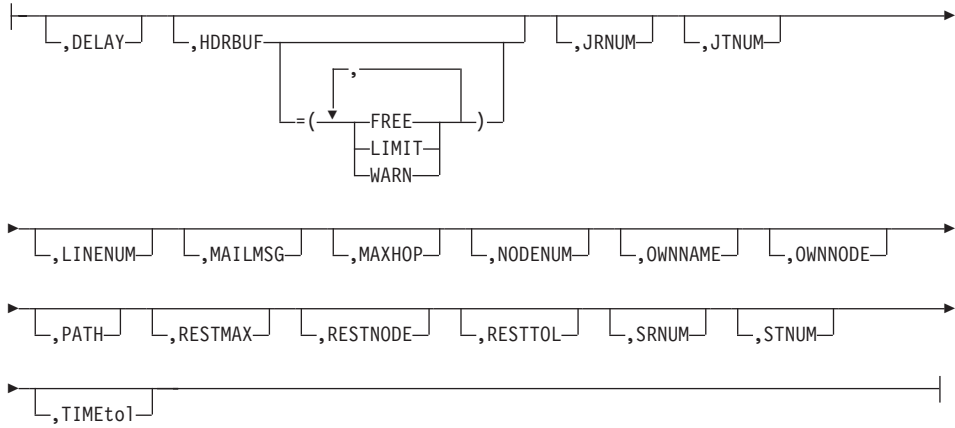 ,DELAY ,HDRBUF ,JRNUM ,JTNUM
,
=( FREE )
LIMIT
WARN
,LINENUM ,MAILMSG ,MAXHOP ,NODENUM ,OWNNAME ,OWNNODE
,PATH ,RESTMAX ,RESTNODE ,RESTTOL ,SRNUM ,STNUM
,TIMEtol